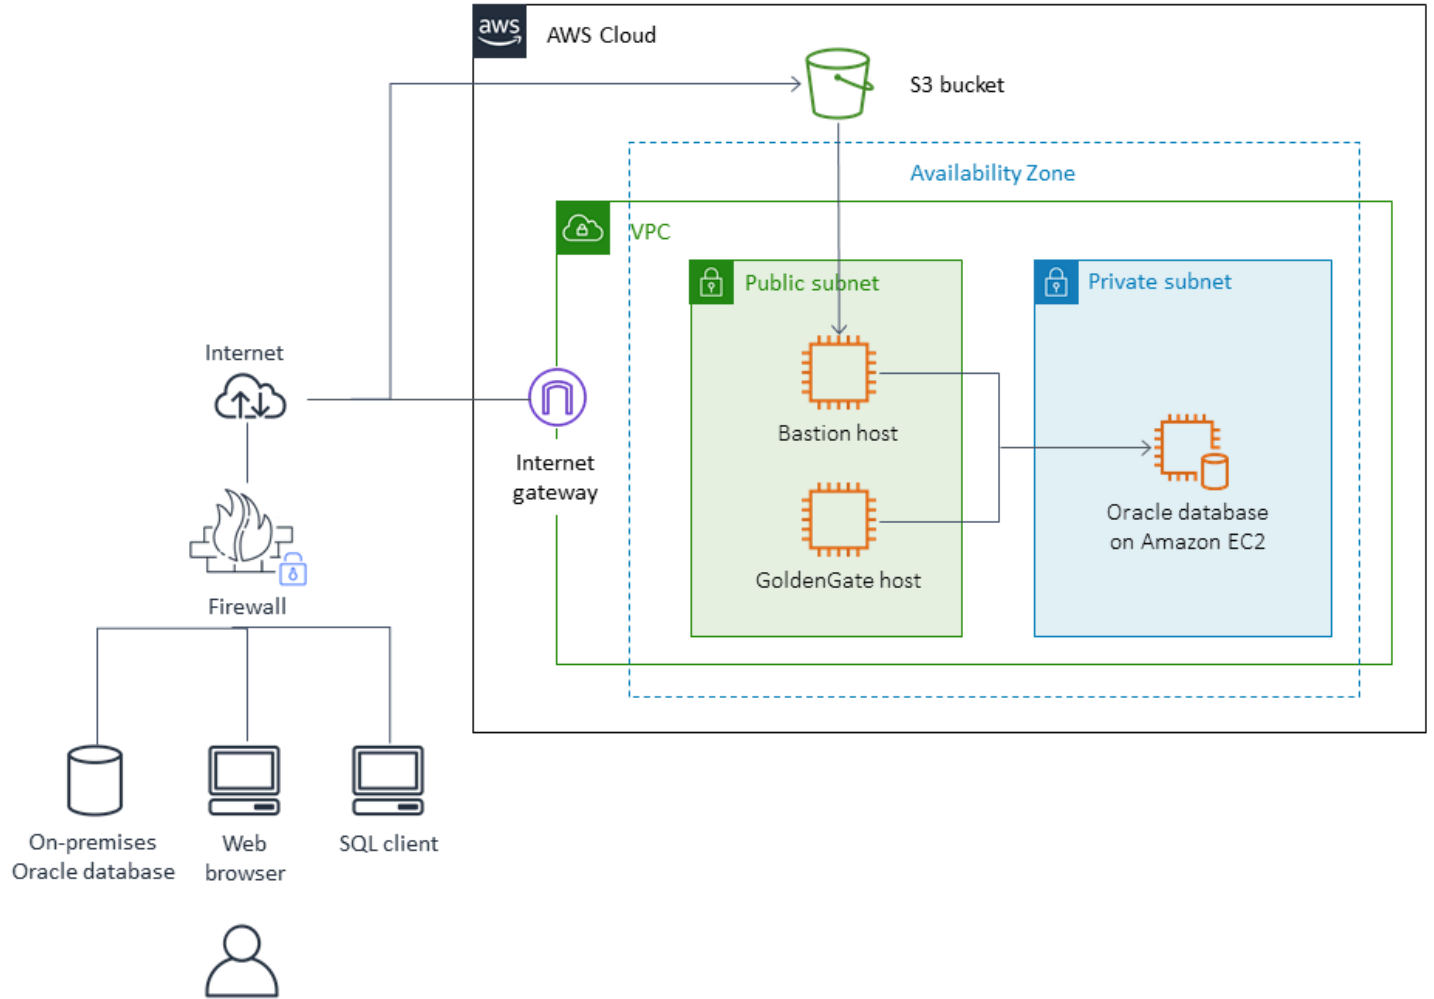 aws
AWS Cloud
S3 bucket
Availability Zone
VPC
Public subnet
Private subnet
Internet
Bastion host
Internet
gateway
Oracle database
on Amazon EC2
GoldenGate host
Firewall
On-premises
Oracle database
Web
browser
SQL client